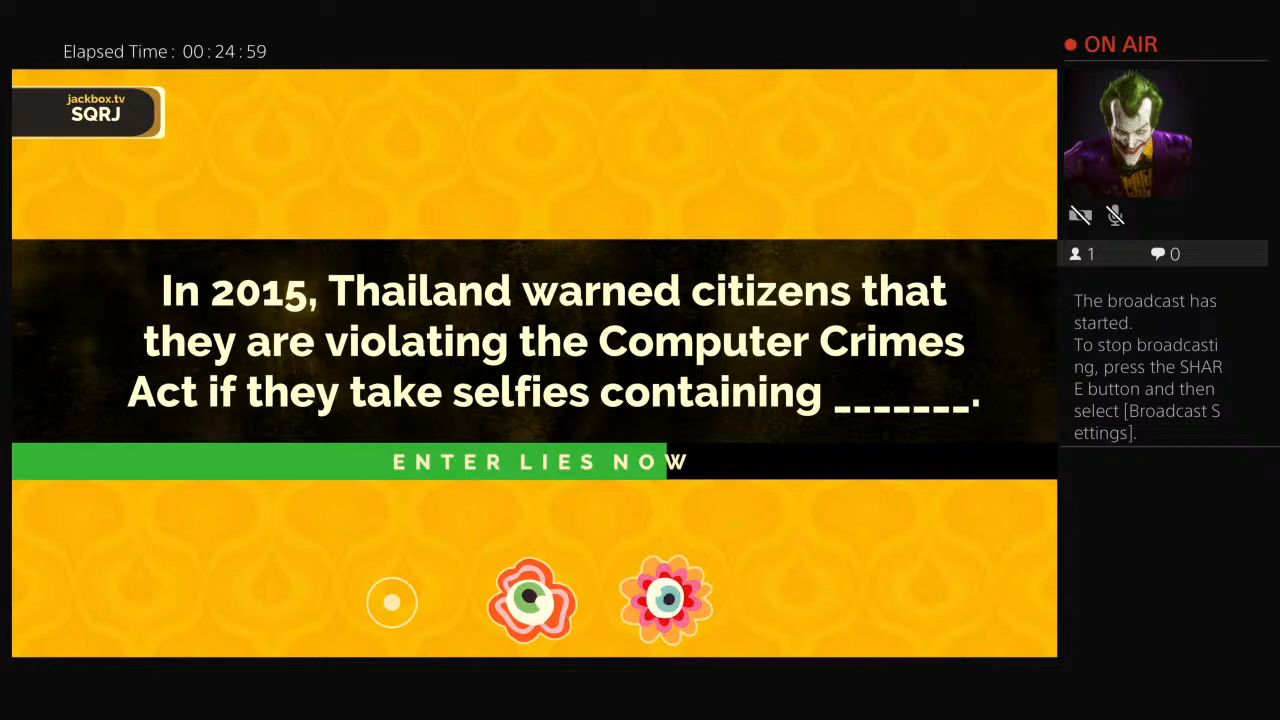 Elapsed Time: 00:24:59
ON AIR
jackbox.tv
SQRJ
In 2015, Thailand warned citizens that
they are violating the Computer Crimes
Act if they take selfies containing _______.
ENTER LIES NOW
1
0
The broadcast has
started.
To stop broadcasti
ng, press the SHAR
E button and then
select [Broadcast S
ettings].